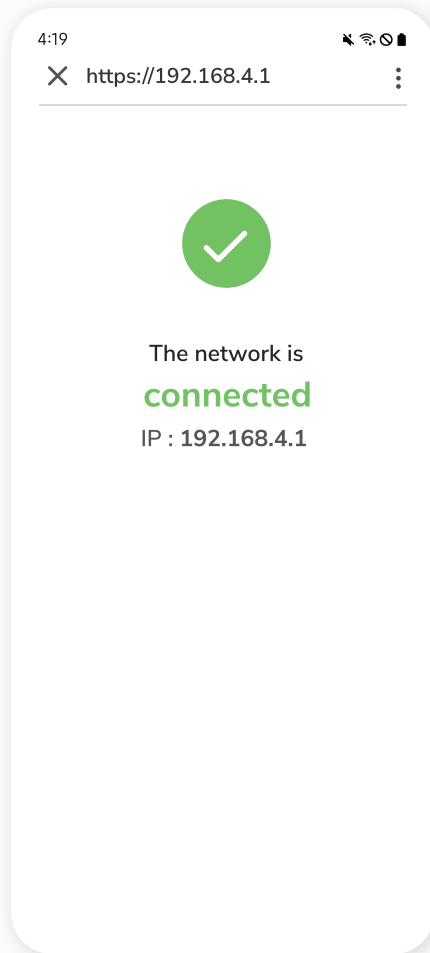 4:19
https://192.168.4.1
The network is
connected
IP : 192.168.4.1